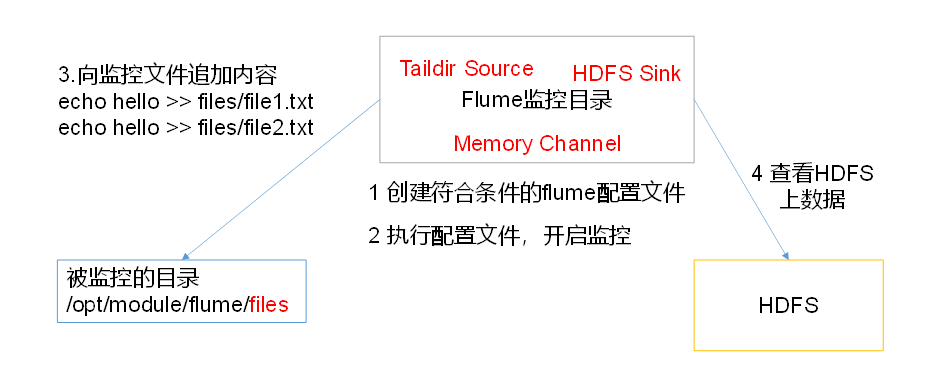 3.向监控文件追加内容
echo hello >> files/file1.txt
echo hello >> files/file2.txt
Taildir Source
HDFS Sink
Flume监控目录
Memory Channel
1 创建符合条件的flume配置文件
2 执行配置文件，开启监控
4 查看HDFS
上数据
被监控的目录
/opt/module/flume/files
HDFS